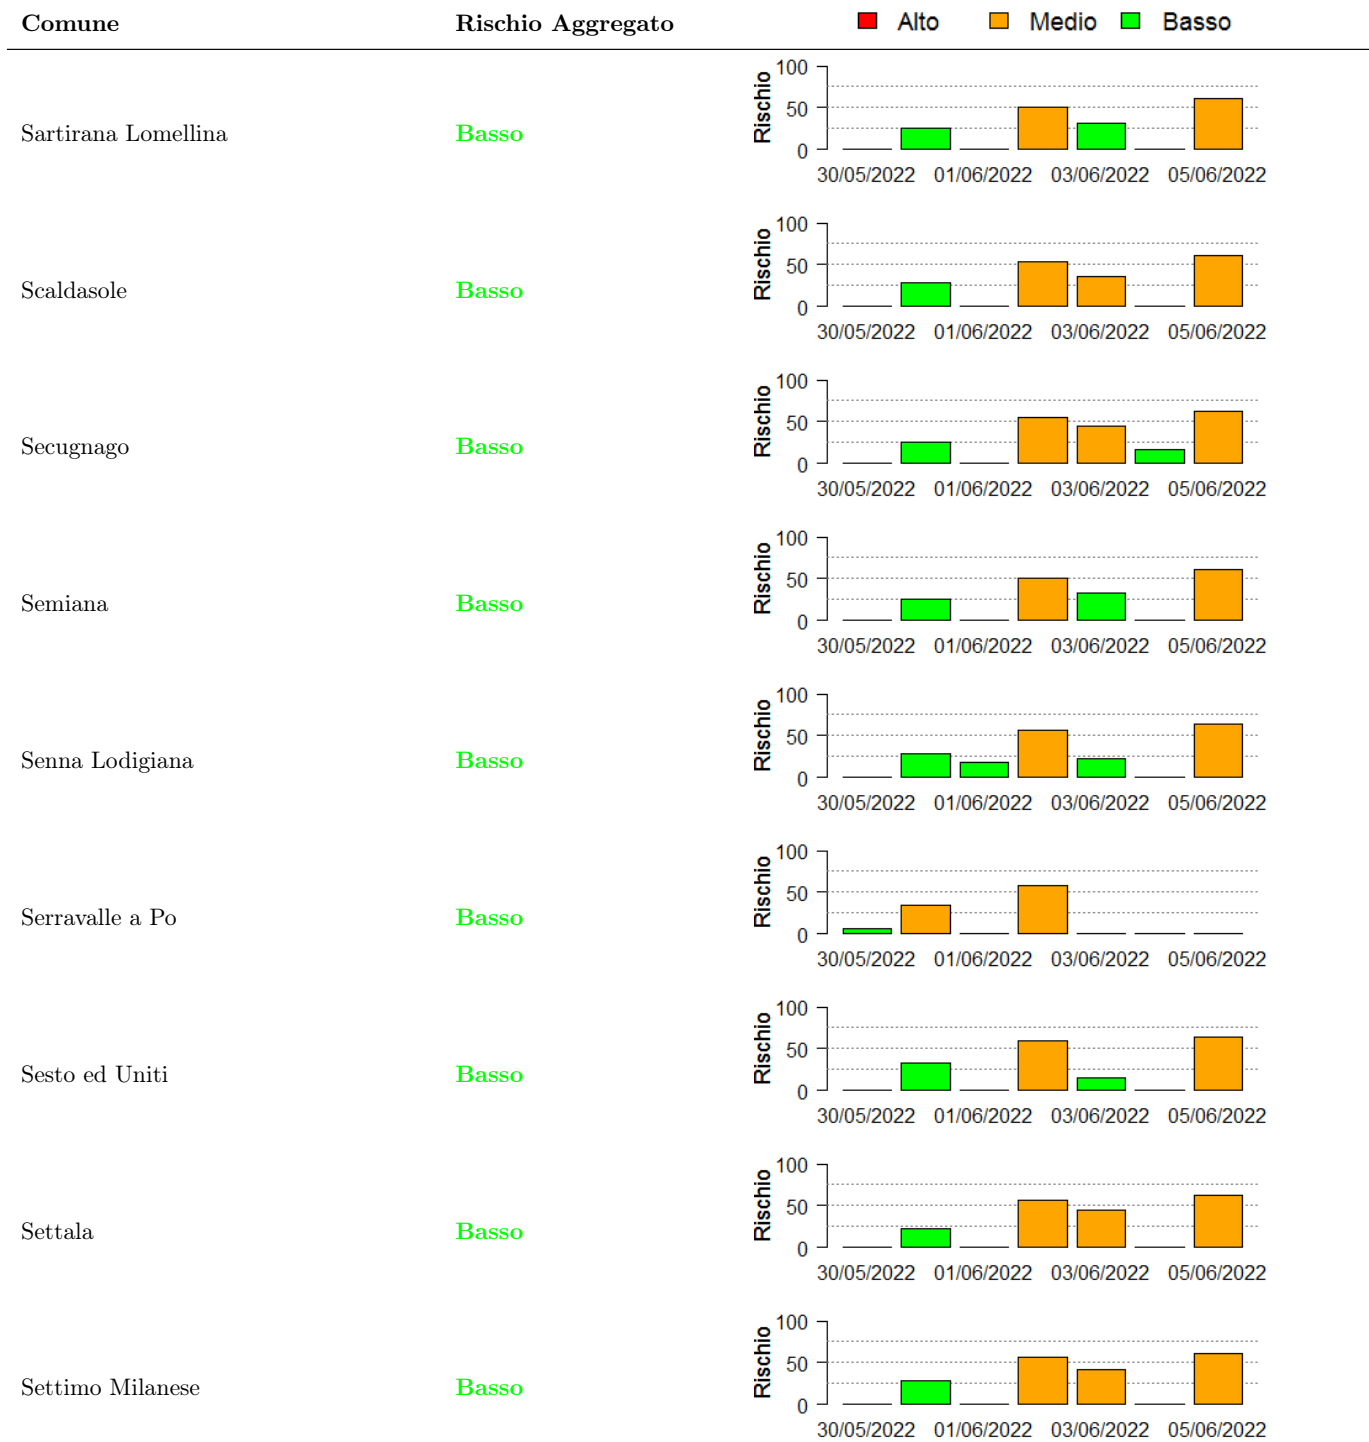 Comune Rischio Aggregato Alto Medio Basso
100
50
0
Rischio
Sartirana Lomellina Basso
30/05/2022 01/06/2022 03/06/2022 05/06/2022
100
50
0
Rischio
Scaldasole Basso
30/05/2022 01/06/2022 03/06/2022 05/06/2022
100
50
0
Rischio
Secugnago Basso
30/05/2022 01/06/2022 03/06/2022 05/06/2022
100
50
0
Rischio
Semiana Basso
30/05/2022 01/06/2022 03/06/2022 05/06/2022
100
50
0
Rischio
Senna Lodigiana Basso
30/05/2022 01/06/2022 03/06/2022 05/06/2022
100
50
0
Rischio
Serravalle a Po Basso
30/05/2022 01/06/2022 03/06/2022 05/06/2022
100
50
0
Rischio
Sesto ed Uniti Basso
30/05/2022 01/06/2022 03/06/2022 05/06/2022
100
50
0
Rischio
Settala Basso
30/05/2022 01/06/2022 03/06/2022 05/06/2022
100
50
0
Rischio
Settimo Milanese Basso
30/05/2022 01/06/2022 03/06/2022 05/06/2022